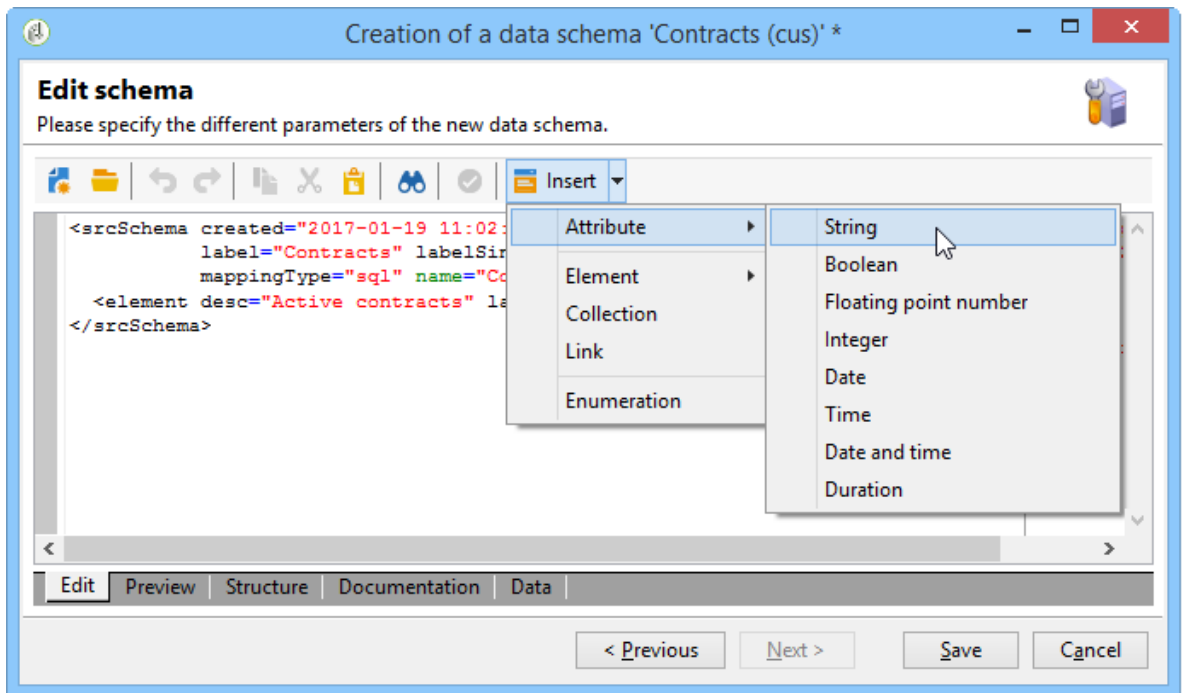 Creation of a data schema 'Contracts (cus)' *
Edit schema
Please specify the different parameters of the new data schema.
Insert
<srcSchema created="2017-01-19 11:02:
label="Contracts" labelSin
mappingType="sql" name="Co
<element desc="Active contracts" la
</srcSchema>
Attribute
Element
Collection
Link
Enumeration
String
Boolean
Floating point number
Integer
Date
Time
Date and time
Duration
Edit Preview Structure Documentation Data
< Previous Next > Save Cancel